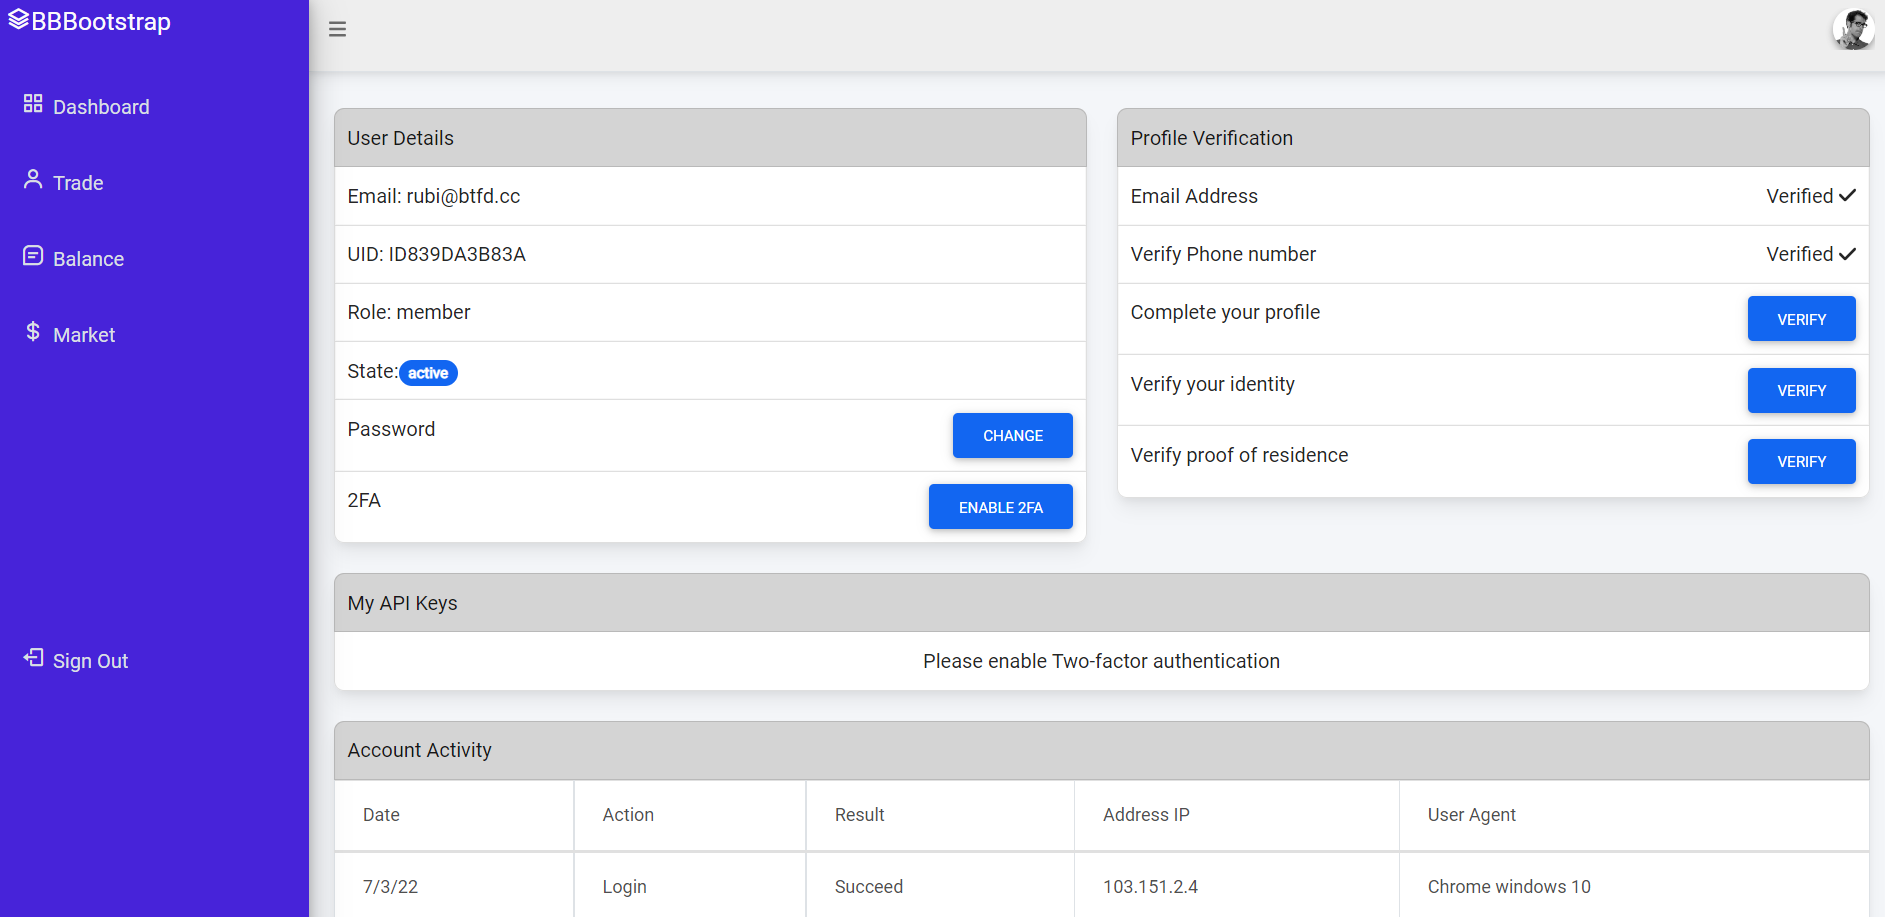 BBBootstrap
Dashboard
Trade
Balance
Market
Sign Out
User Details
Email: rubi@btfd.cc
UID: ID839DA3B83A
Role: member
State: active
Password CHANGE
2FA ENABLE 2FA
Profile Verification
Email Address Verified
Verify Phone number Verified
Complete your profile VERIFY
Verify your identity VERIFY
Verify proof of residence VERIFY
My API Keys
Please enable Two-factor authentication
Account Activity
Date Action Result Address IP User Agent
7/3/22 Login Succeed 103.151.2.4 Chrome windows 10